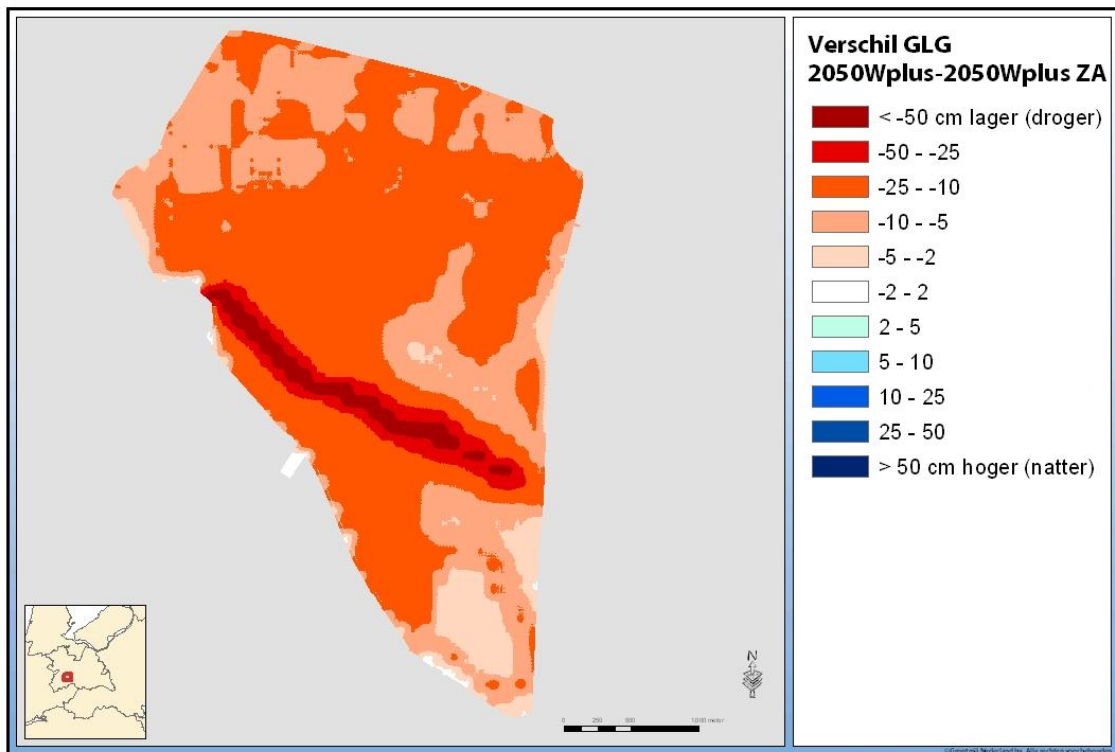 Verschil GLG
2050Wplus-2050Wplus ZA
< -50 cm lager (droger)
-50 - -25
-25 - -10
-10 - -5
-5 - -2
-2 - 2
2 - 5
5 - 10
10 - 25
25 - 50
> 50 cm hoger (natter)
N
0 250 500 1.000 meter